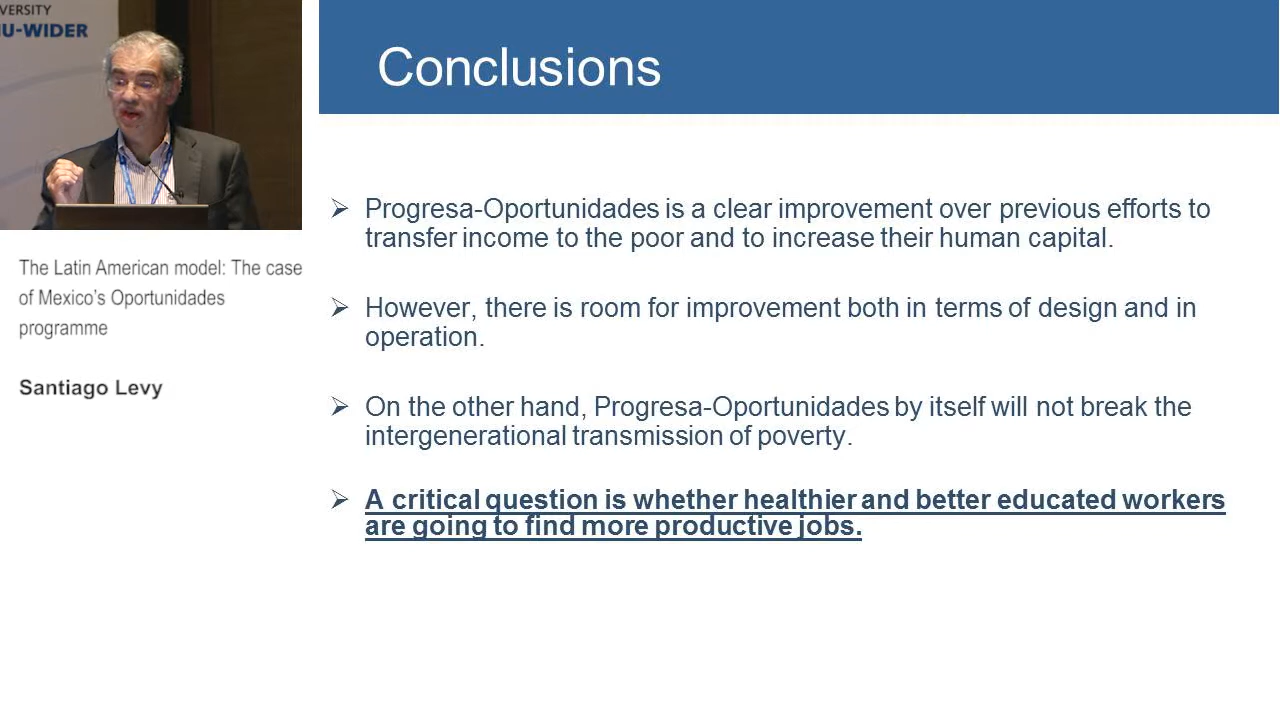 VERSITY
U-WIDER
Conclusions
The Latin American model: The case
of Mexico's Oportunidades
programme
Santiago Levy
➢ Progresa-Oportunidades is a clear improvement over previous efforts to
transfer income to the poor and to increase their human capital.
➢ However, there is room for improvement both in terms of design and in
operation.
➢ On the other hand, Progresa-Oportunidades by itself will not break the
intergenerational transmission of poverty.
➢ A critical question is whether healthier and better educated workers
are going to find more productive jobs.